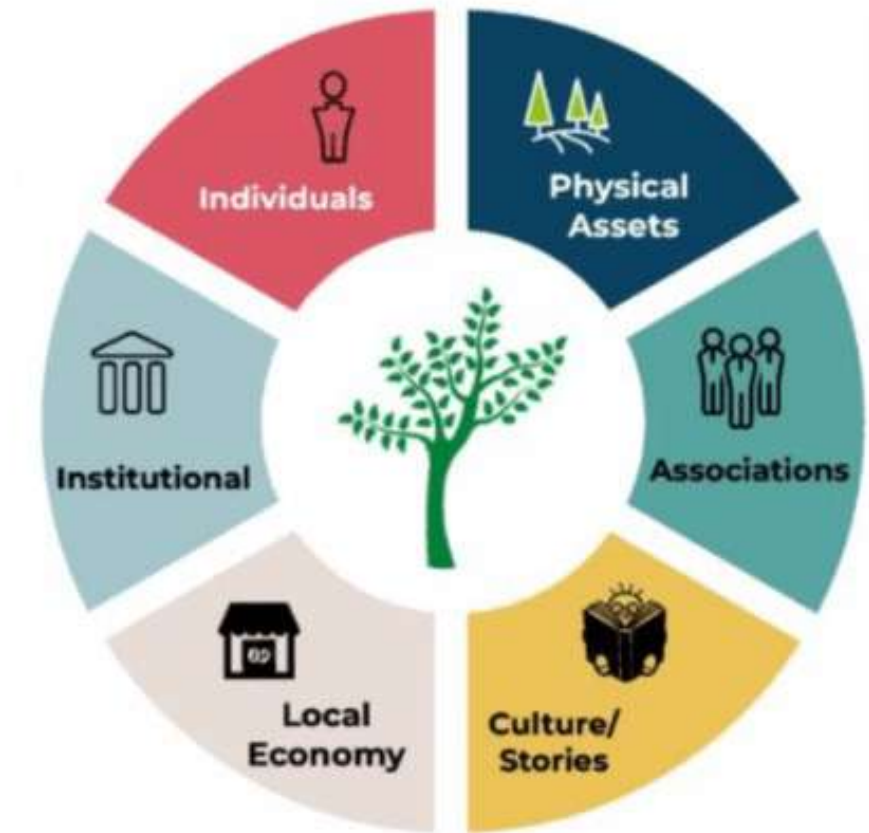 Individuals
Physical
Assets
Institutional
Associations
Local
Economy
Culture/
Stories